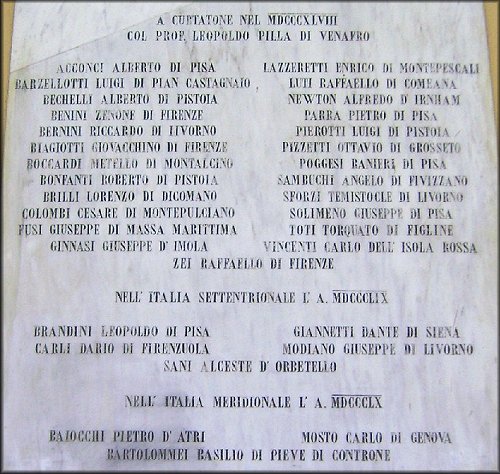 A CURTATONE NEL MDCCCXLVIII
COL PROF. LEOPOLDO PILLA DI VENAFRO
ACCONCI ALBERTO DI PISA LAZZERETTI ENRICO DI MONTEPESCALI
BARZELLOTTI LUIGI DI PIAN CASTAGNAIO LUTI RAFFAELLO DI COMEANA
BECHELLI ALBERTO DI PISTOIA NEWTON ALFREDO D'IRNHAM
BENINI ZENONE DI FIRENZE PARRA PIETRO DI PISA
BERNINI RICCARDO DI LIVORNO PIEROTTI LUIGI DI PISTOIA
BIAGIOTTI GIOVACCHINO DI FIRENZE PIZZETTI OTTAVIO DI GROSSETO
BOCCARDI METELLO DI MONTALCINO POGGESI RANIERI DI PISA
BONFANTI ROBERTO DI PISTOIA SAMBUCHI ANGELO DI FIVIZZANO
BRILLI LORENZO DI DICOMANO SFORZI TEMISTOCLE DI LIVORNO
COLOMBI CESARE DI MONTEPULCIANO SOLIMENO GIUSEPPE DI PISA
FUSI GIUSEPPE DI MASSA MARITTIMA TOTI TORQUATO DI FIGLINE
GINNASI GIUSEPPE D'IMOLA VINCENTI CARLO DELL'ISOLA ROSSA
ZEI RAFFAELLO DI FIRENZE
NELL'ITALIA SETTENTRIONALE L'A. MDCCCLIX
BRANDINI LEOPOLDO DI PISA GIANNETTI DANTE DI SIENA
CARLI DARIO DI FIRENZUOLA MODIANO GIUSEPPE DI LIVORNO
SANI ALCESTE D'ORBETELLO
NELL'ITALIA MERIDIONALE L'A. MDCCCLX
BAIOCCHI PIETRO D'ATRI MOSTO CARLO DI GENOVA
BARTOLOMMEI BASILIO DI PIEVE DI CONTRONE